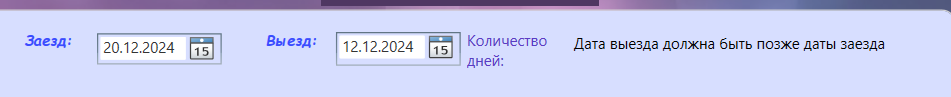 Заезд: 20.12.2024 15 Выезд: 12.12.2024 15 Количество дней: Дата выезда должна быть позже даты заезда